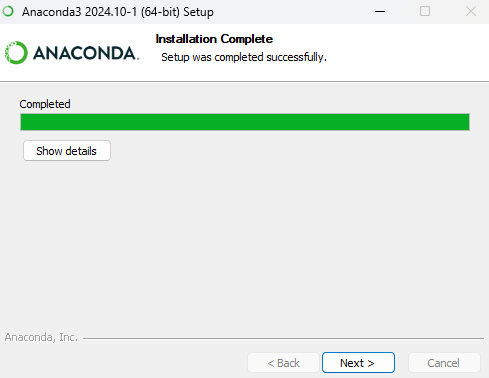 Anaconda3 2024.10-1 (64-bit) Setup
ANACONDA.
Installation Complete
Setup was completed successfully.
Completed
Show details
Anaconda, Inc.
< Back
Next >
Cancel